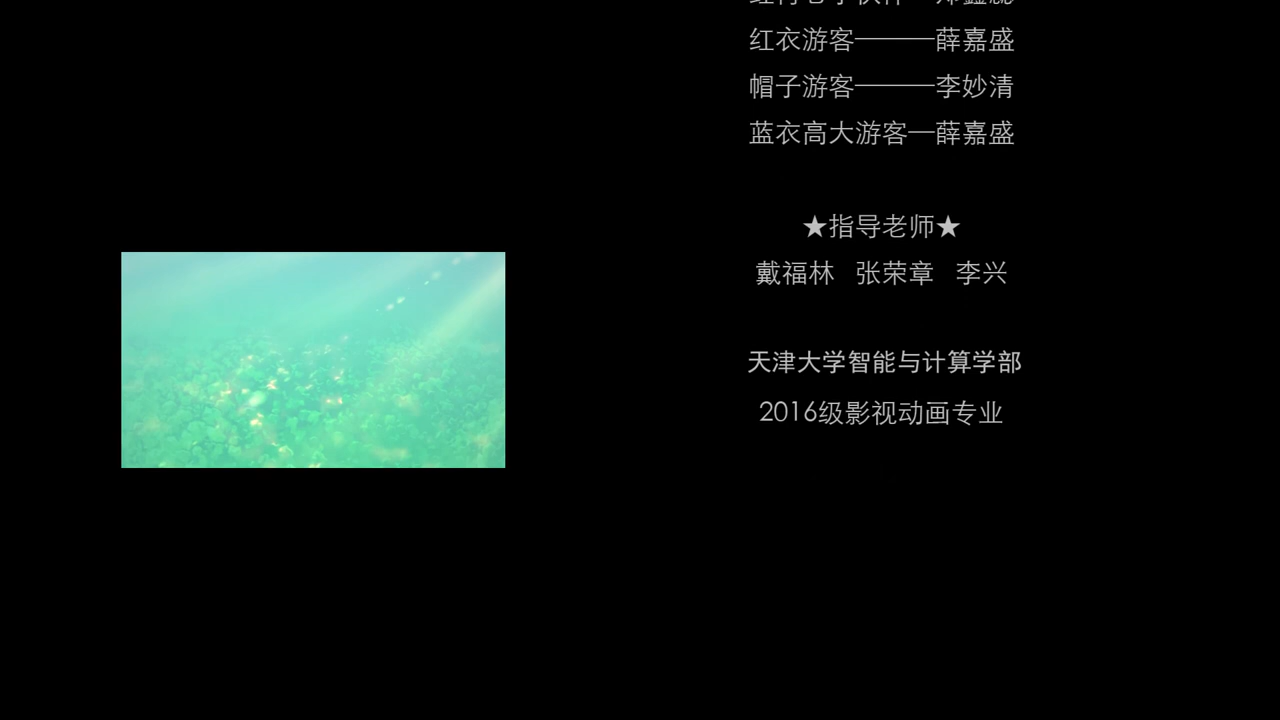 红衣游客———薛嘉盛
帽子游客———李妙清
蓝衣高大游客—薛嘉盛
★指导老师★
戴福林 张荣章 李兴
天津大学智能与计算学部
2016级影视动画专业